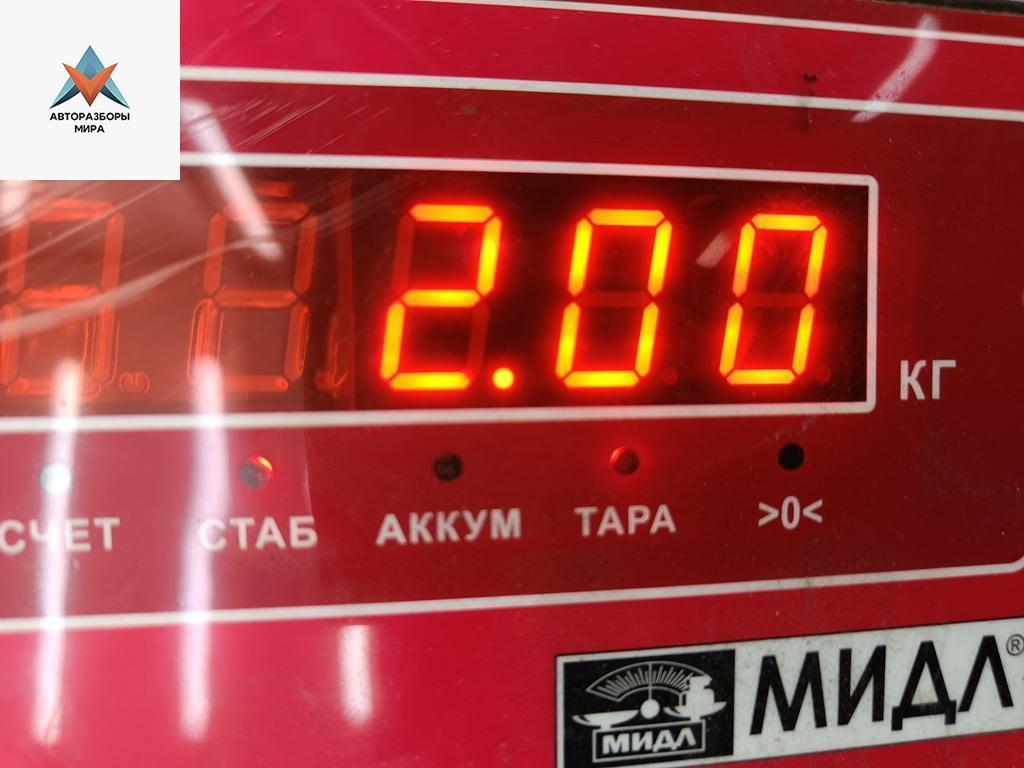 АВТОРАЗБОРЫ
МИРА
2.00
КГ
СЧЕТ
СТАБ
АККУМ
ТАРА
>0<
МИДЛ®
МИДЛ